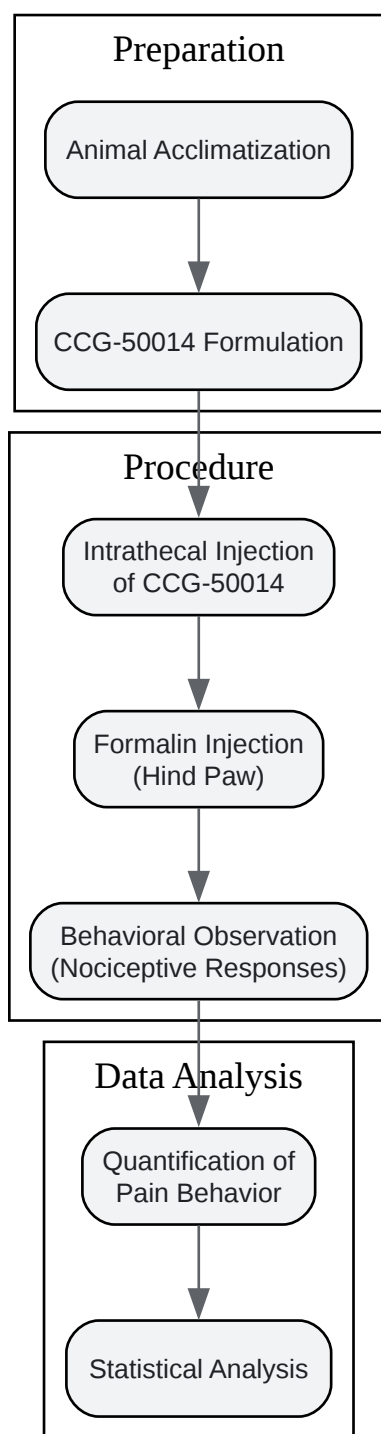 Preparation
Animal Acclimatization
CCG-50014 Formulation
Procedure
Intrathecal Injection
of CCG-50014
Formalin Injection
(Hind Paw)
Behavioral Observation
(Nociceptive Responses)
Data Analysis
Quantification of
Pain Behavior
Statistical Analysis